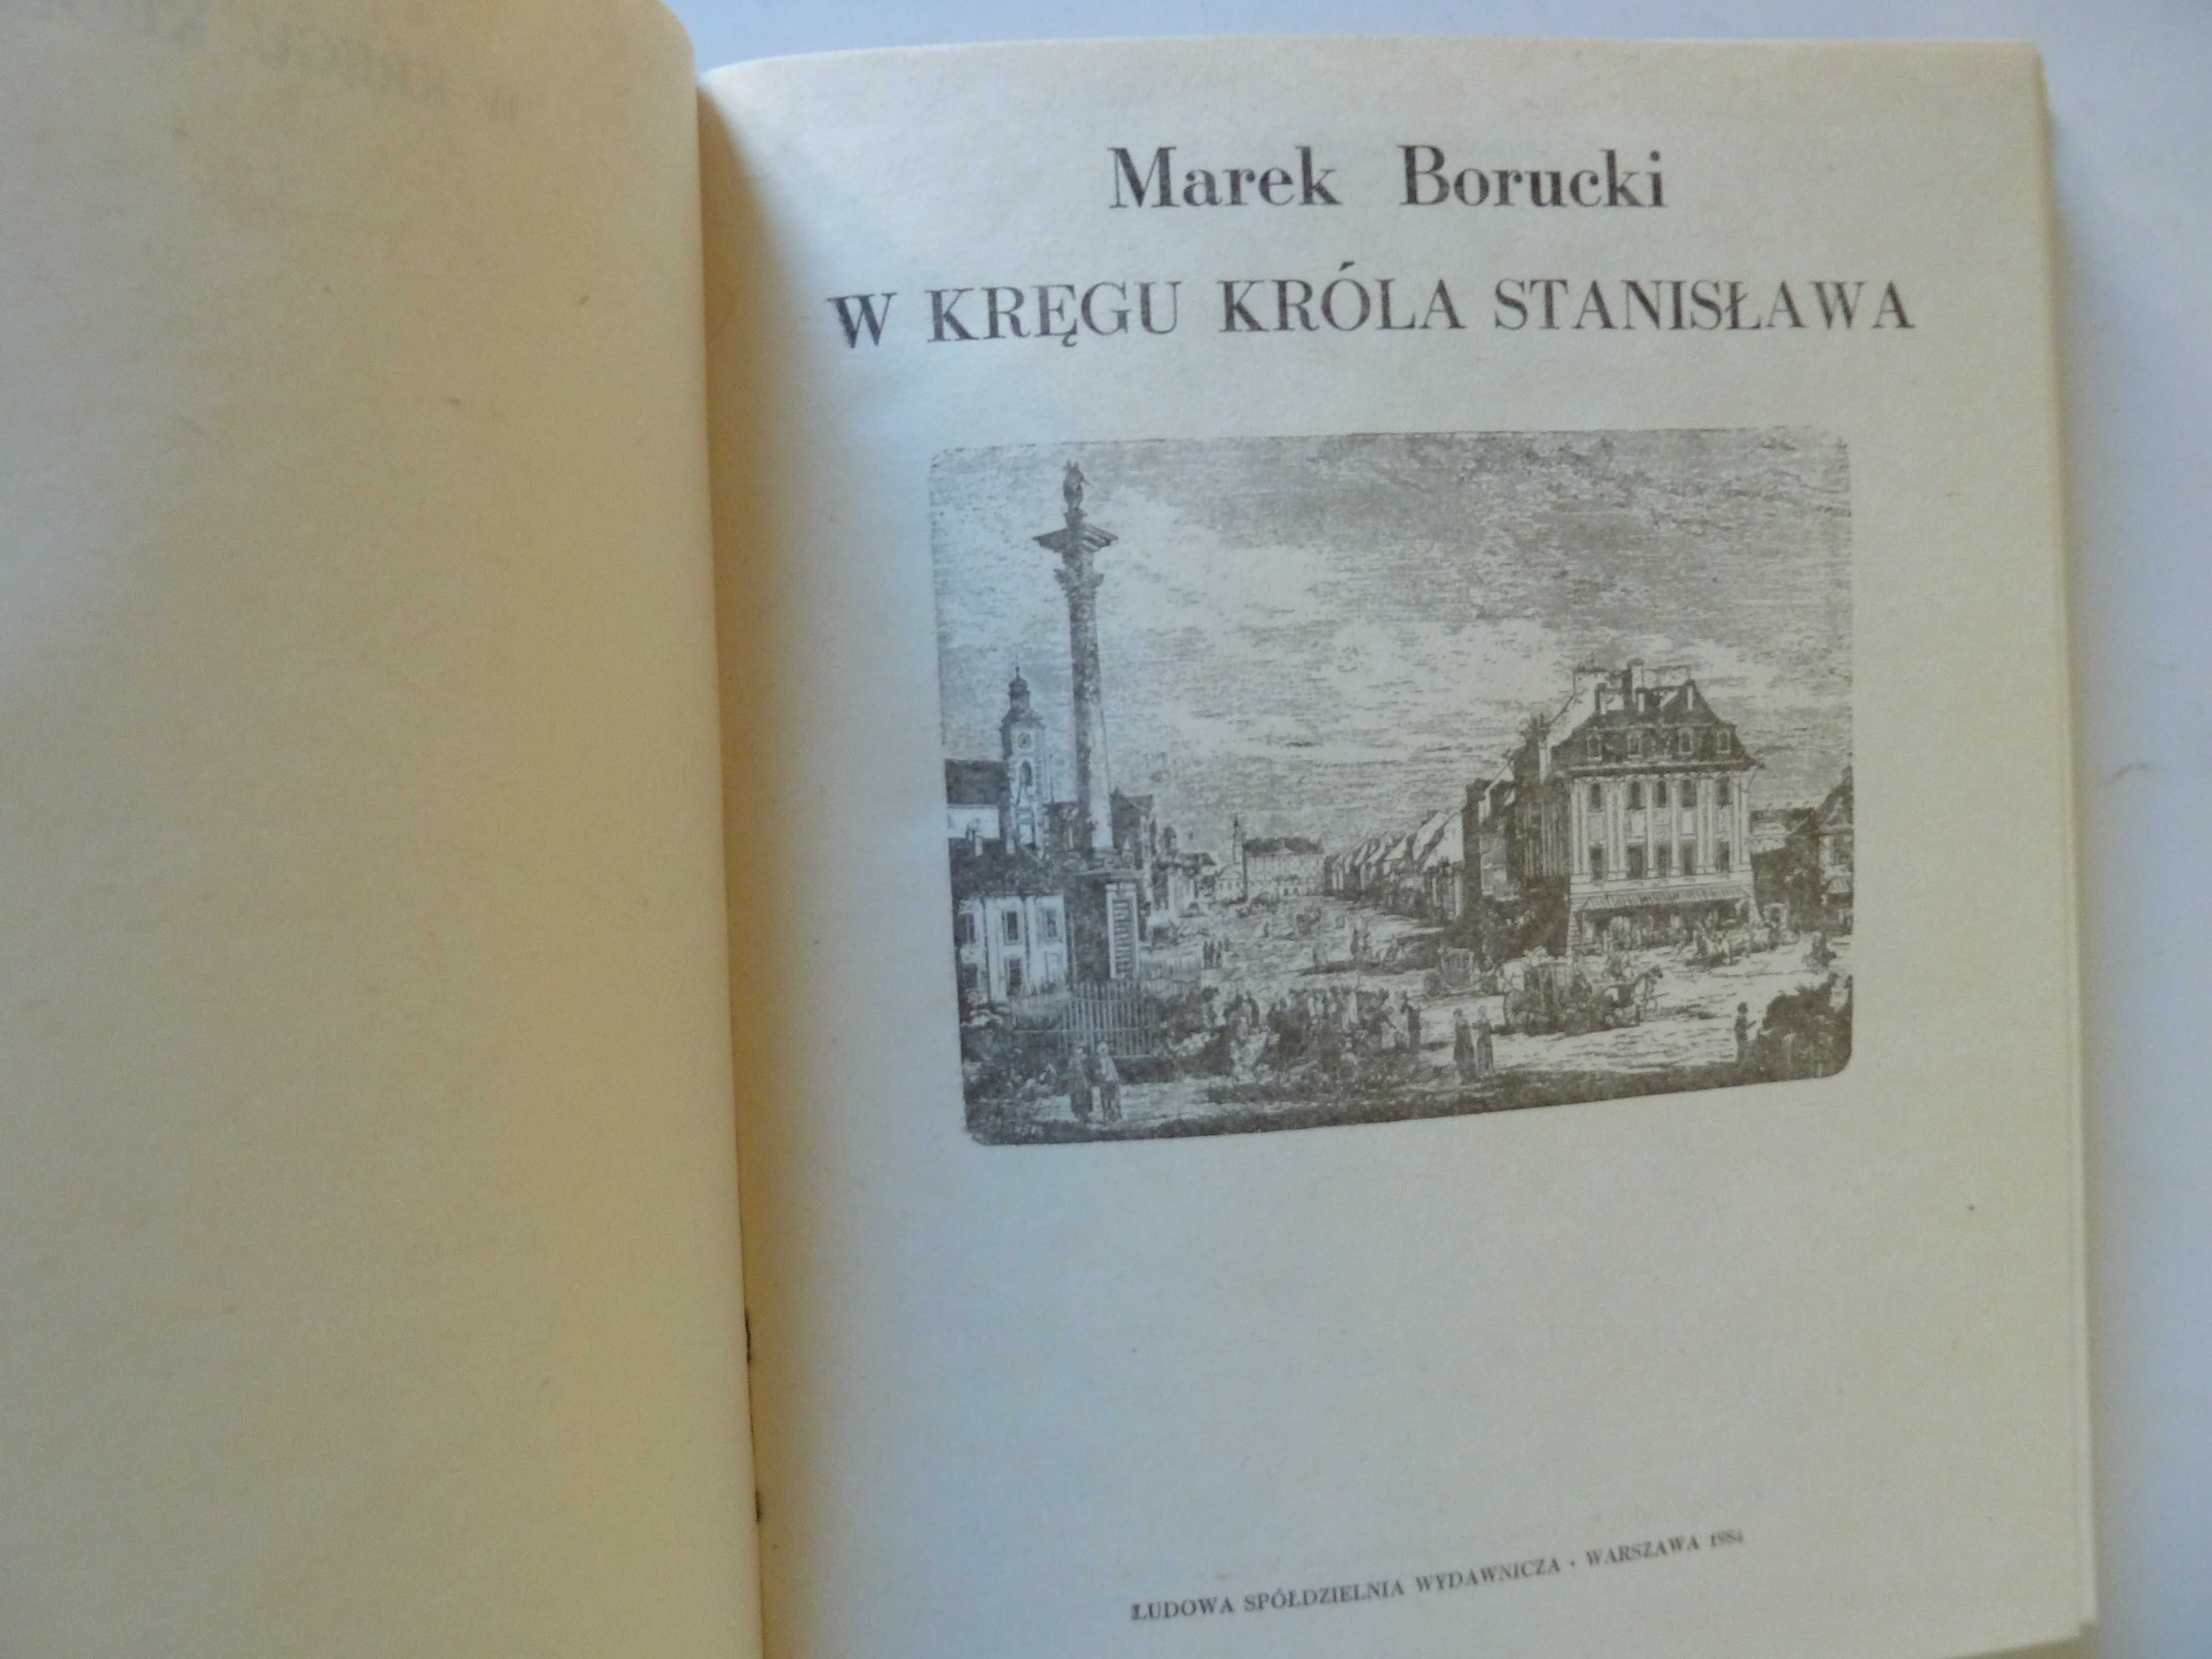 Marek Borucki
W KRĘGU KRÓLA STANISŁAWA
LUDOWA SPÓŁDZIELNIA WYDAWNICZA • WARSZAWA 1984